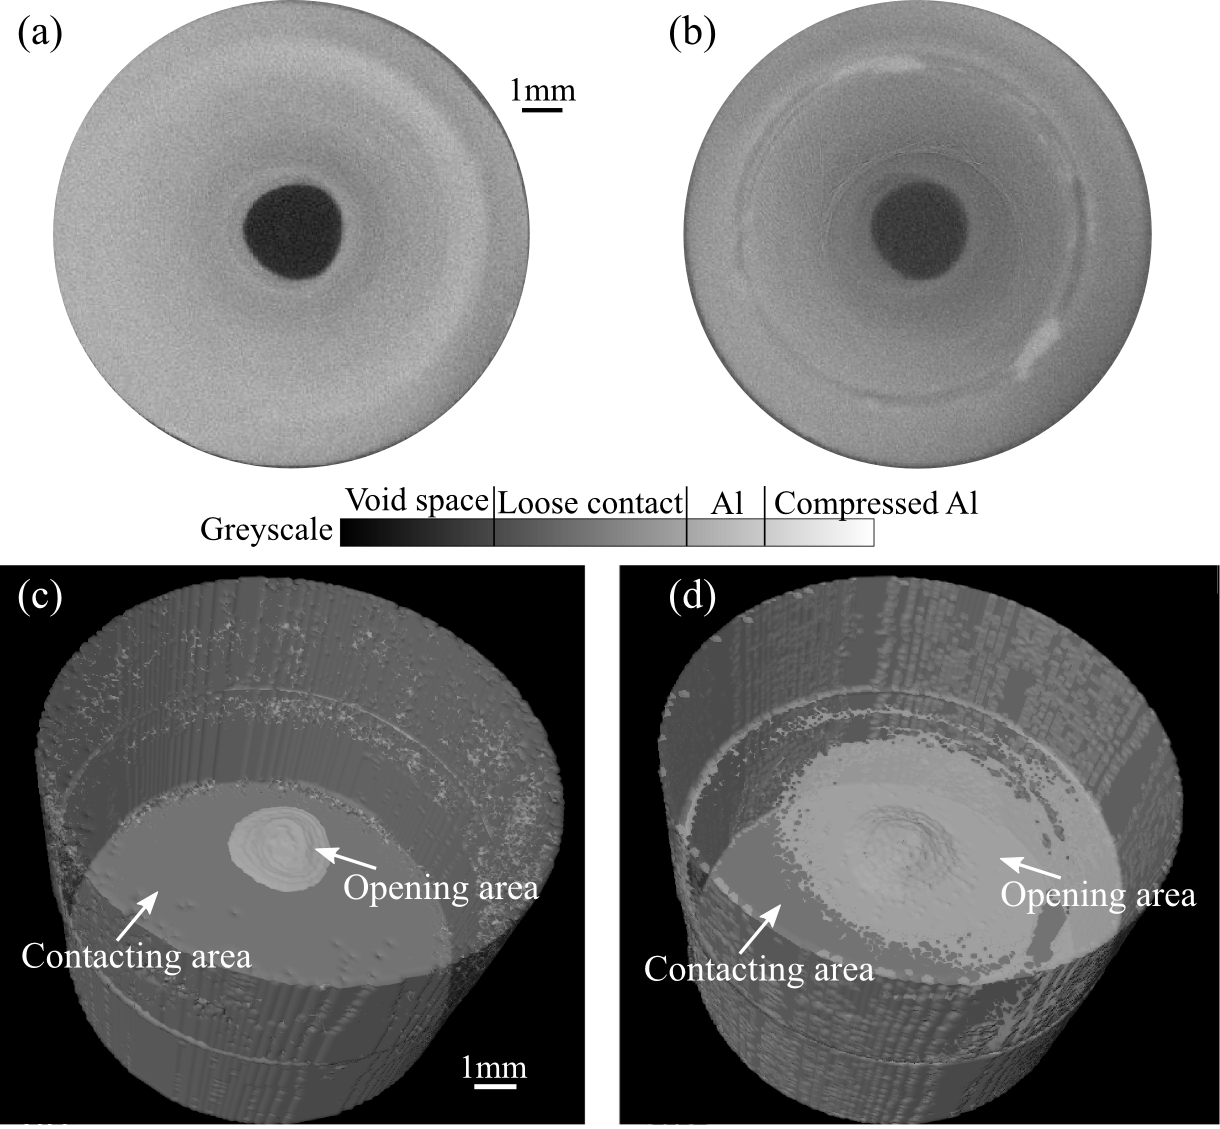 (a)
(b)
1mm
Void space
Loose contact
Al
Compressed Al
Greyscale
(c)
(d)
Opening area
Opening area
Contacting area
Contacting area
1mm